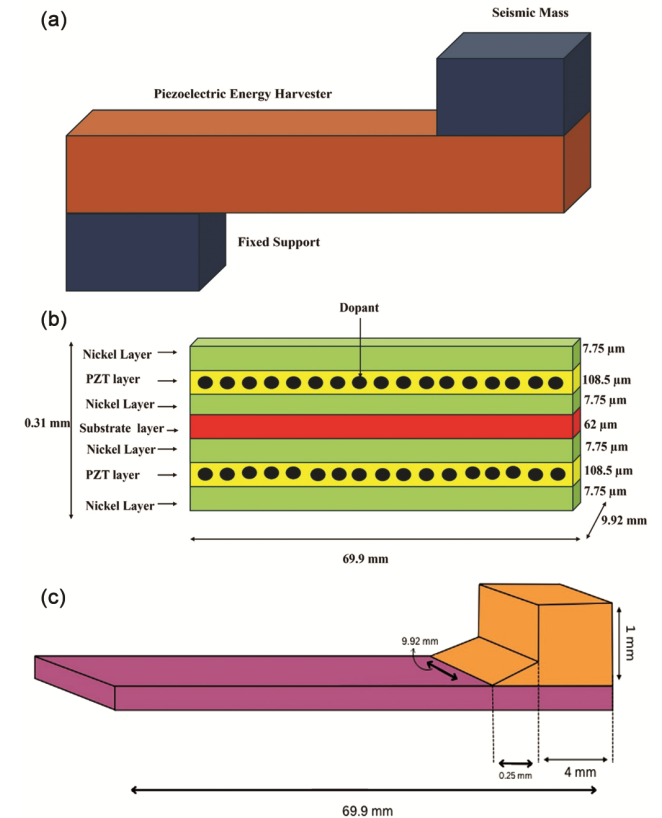 (a)
Seismic Mass
Piezoelectric Energy Harvester
Fixed Support
(b)
Dopant
Nickel Layer
7.75 µm
PZT layer
108.5 µm
Nickel Layer
7.75 µm
0.31 mm
Substrate layer
62 µm
Nickel Layer
7.75 µm
PZT layer
108.5 µm
Nickel Layer
7.75 µm
9.92 mm
69.9 mm
(c)
9.92 mm
1 mm
0.25 mm
4 mm
69.9 mm